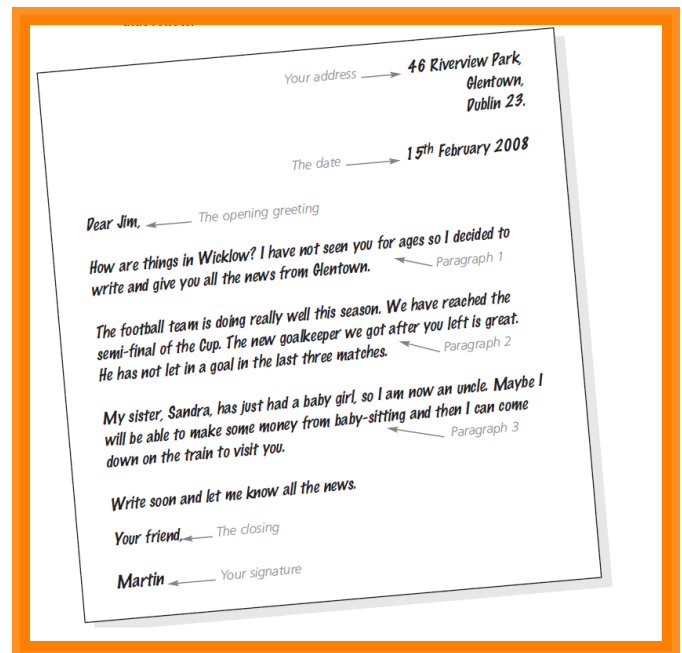 Your address
46 Riverview Park,
Glentown,
Dublin 23.
The date
15th February 2008
Dear Jim,
The opening greeting
How are things in Wicklow? I have not seen you for ages so I decided to
write and give you all the news from Glentown.
Paragraph 1
The football team is doing really well this season. We have reached the
semi-final of the Cup. The new goalkeeper we got after you left is great.
He has not let in a goal in the last three matches.
Paragraph 2
My sister, Sandra, has just had a baby girl, so I am now an uncle. Maybe I
will be able to make some money from baby-sitting and then I can come
down on the train to visit you.
Paragraph 3
Write soon and let me know all the news.
Your friend,
The closing
Martin
Your signature